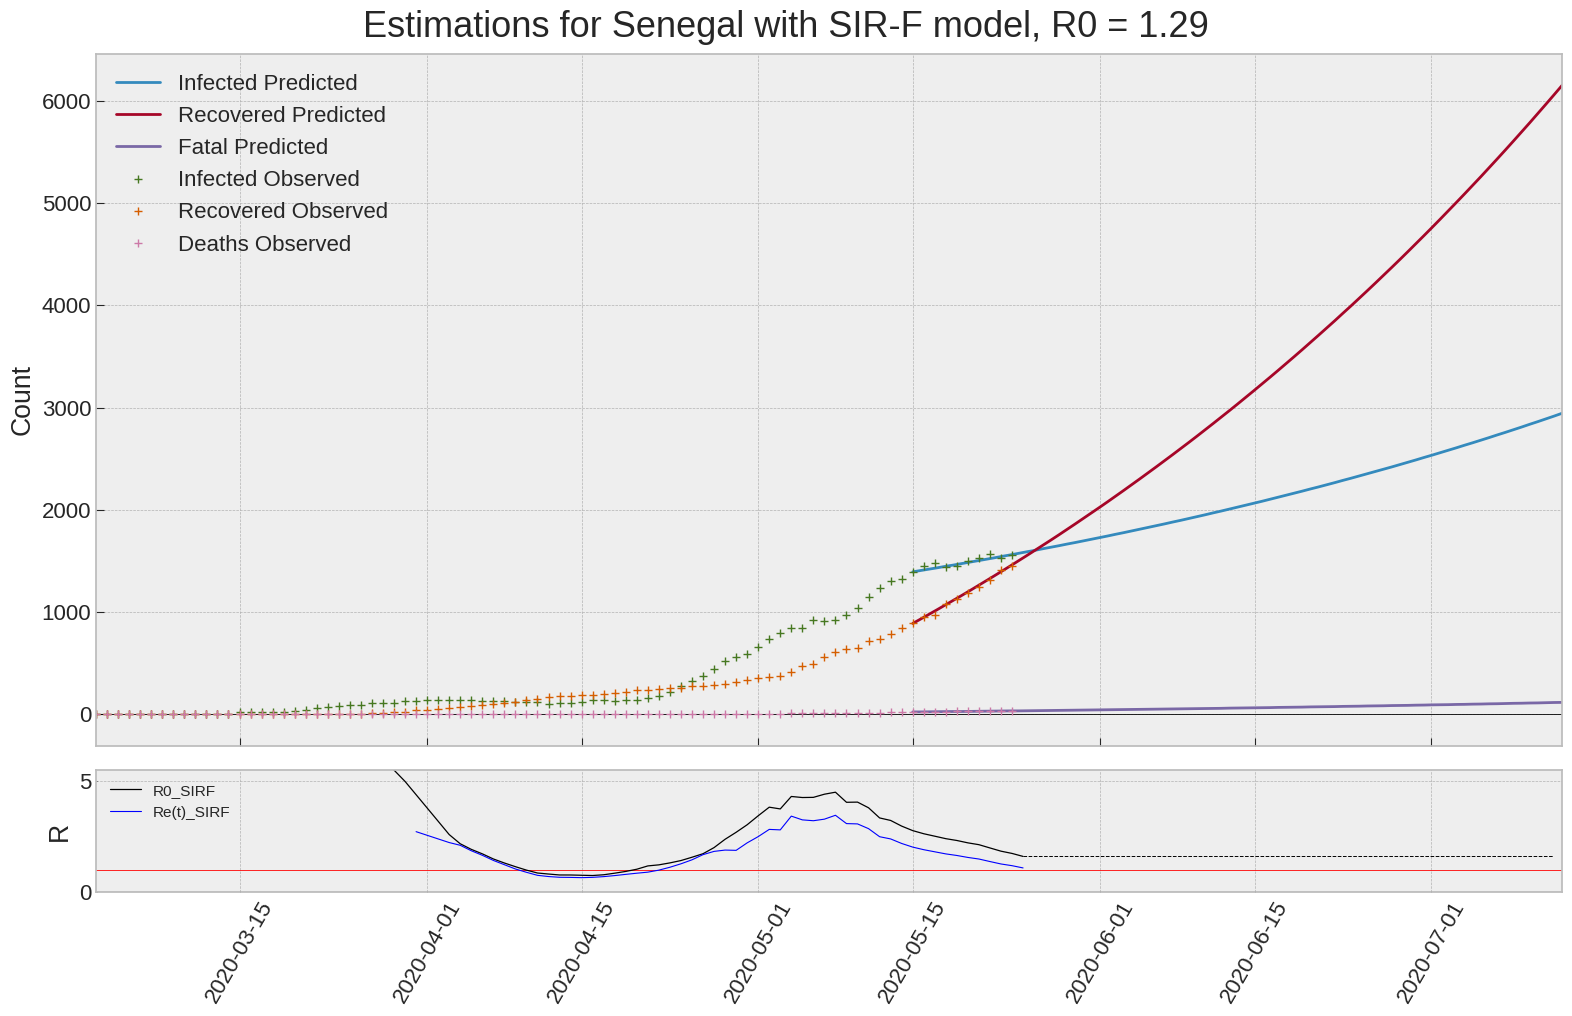 Estimations for Senegal with SIR-F model, R0 = 1.29
Infected Predicted
Recovered Predicted
Fatal Predicted
Infected Observed
Recovered Observed
Deaths Observed
Count
6000
5000
4000
3000
2000
1000
0
R0_SIRF
Re(t)_SIRF
R
5
0
2020-03-15
2020-04-01
2020-04-15
2020-05-01
2020-05-15
2020-06-01
2020-06-15
2020-07-01